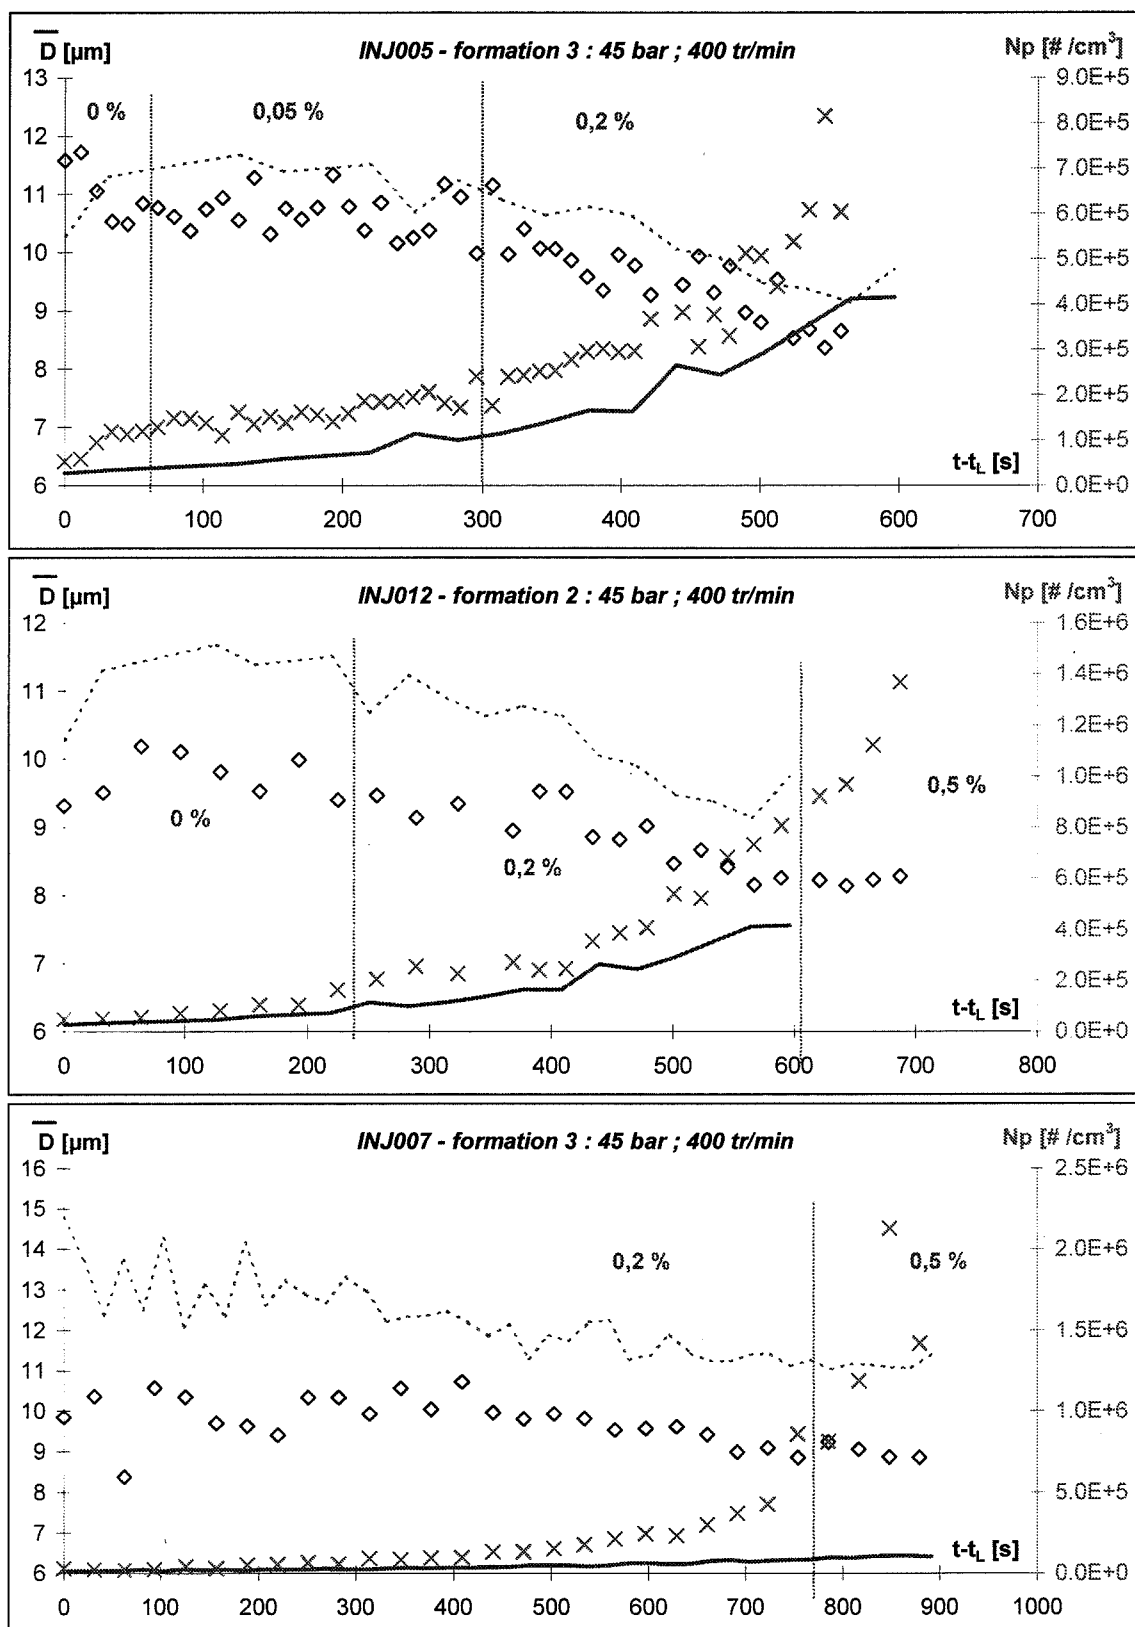 D [µm] INJ005 - formation 3 : 45 bar ; 400 tr/min Np [# /cm³]
13 9.0E+5
0 % 0,05 % 0,2 %
12 8.0E+5
7.0E+5
11 6.0E+5
10 5.0E+5
9 4.0E+5
8 3.0E+5
2.0E+5
7 1.0E+5
t-tL [s]
6 0.0E+0
0 100 200 300 400 500 600 700
D [µm] INJ012 - formation 2 : 45 bar ; 400 tr/min Np [# /cm³]
12 1.6E+6
11 1.4E+6
1.2E+6
10 1.0E+6
0,5 %
9 0 % 8.0E+5
0,2 %
8 6.0E+5
4.0E+5
7 2.0E+5
t-tL [s]
6 0.0E+0
0 100 200 300 400 500 600 700 800
D [µm] INJ007 - formation 3 : 45 bar ; 400 tr/min Np [# /cm³]
16 2.5E+6
15
14 0,2 % 0,5 % 2.0E+6
13
12 1.5E+6
11
10 1.0E+6
9
8 5.0E+5
7
t-tL [s]
6 0.0E+0
0 100 200 300 400 500 600 700 800 900 1000